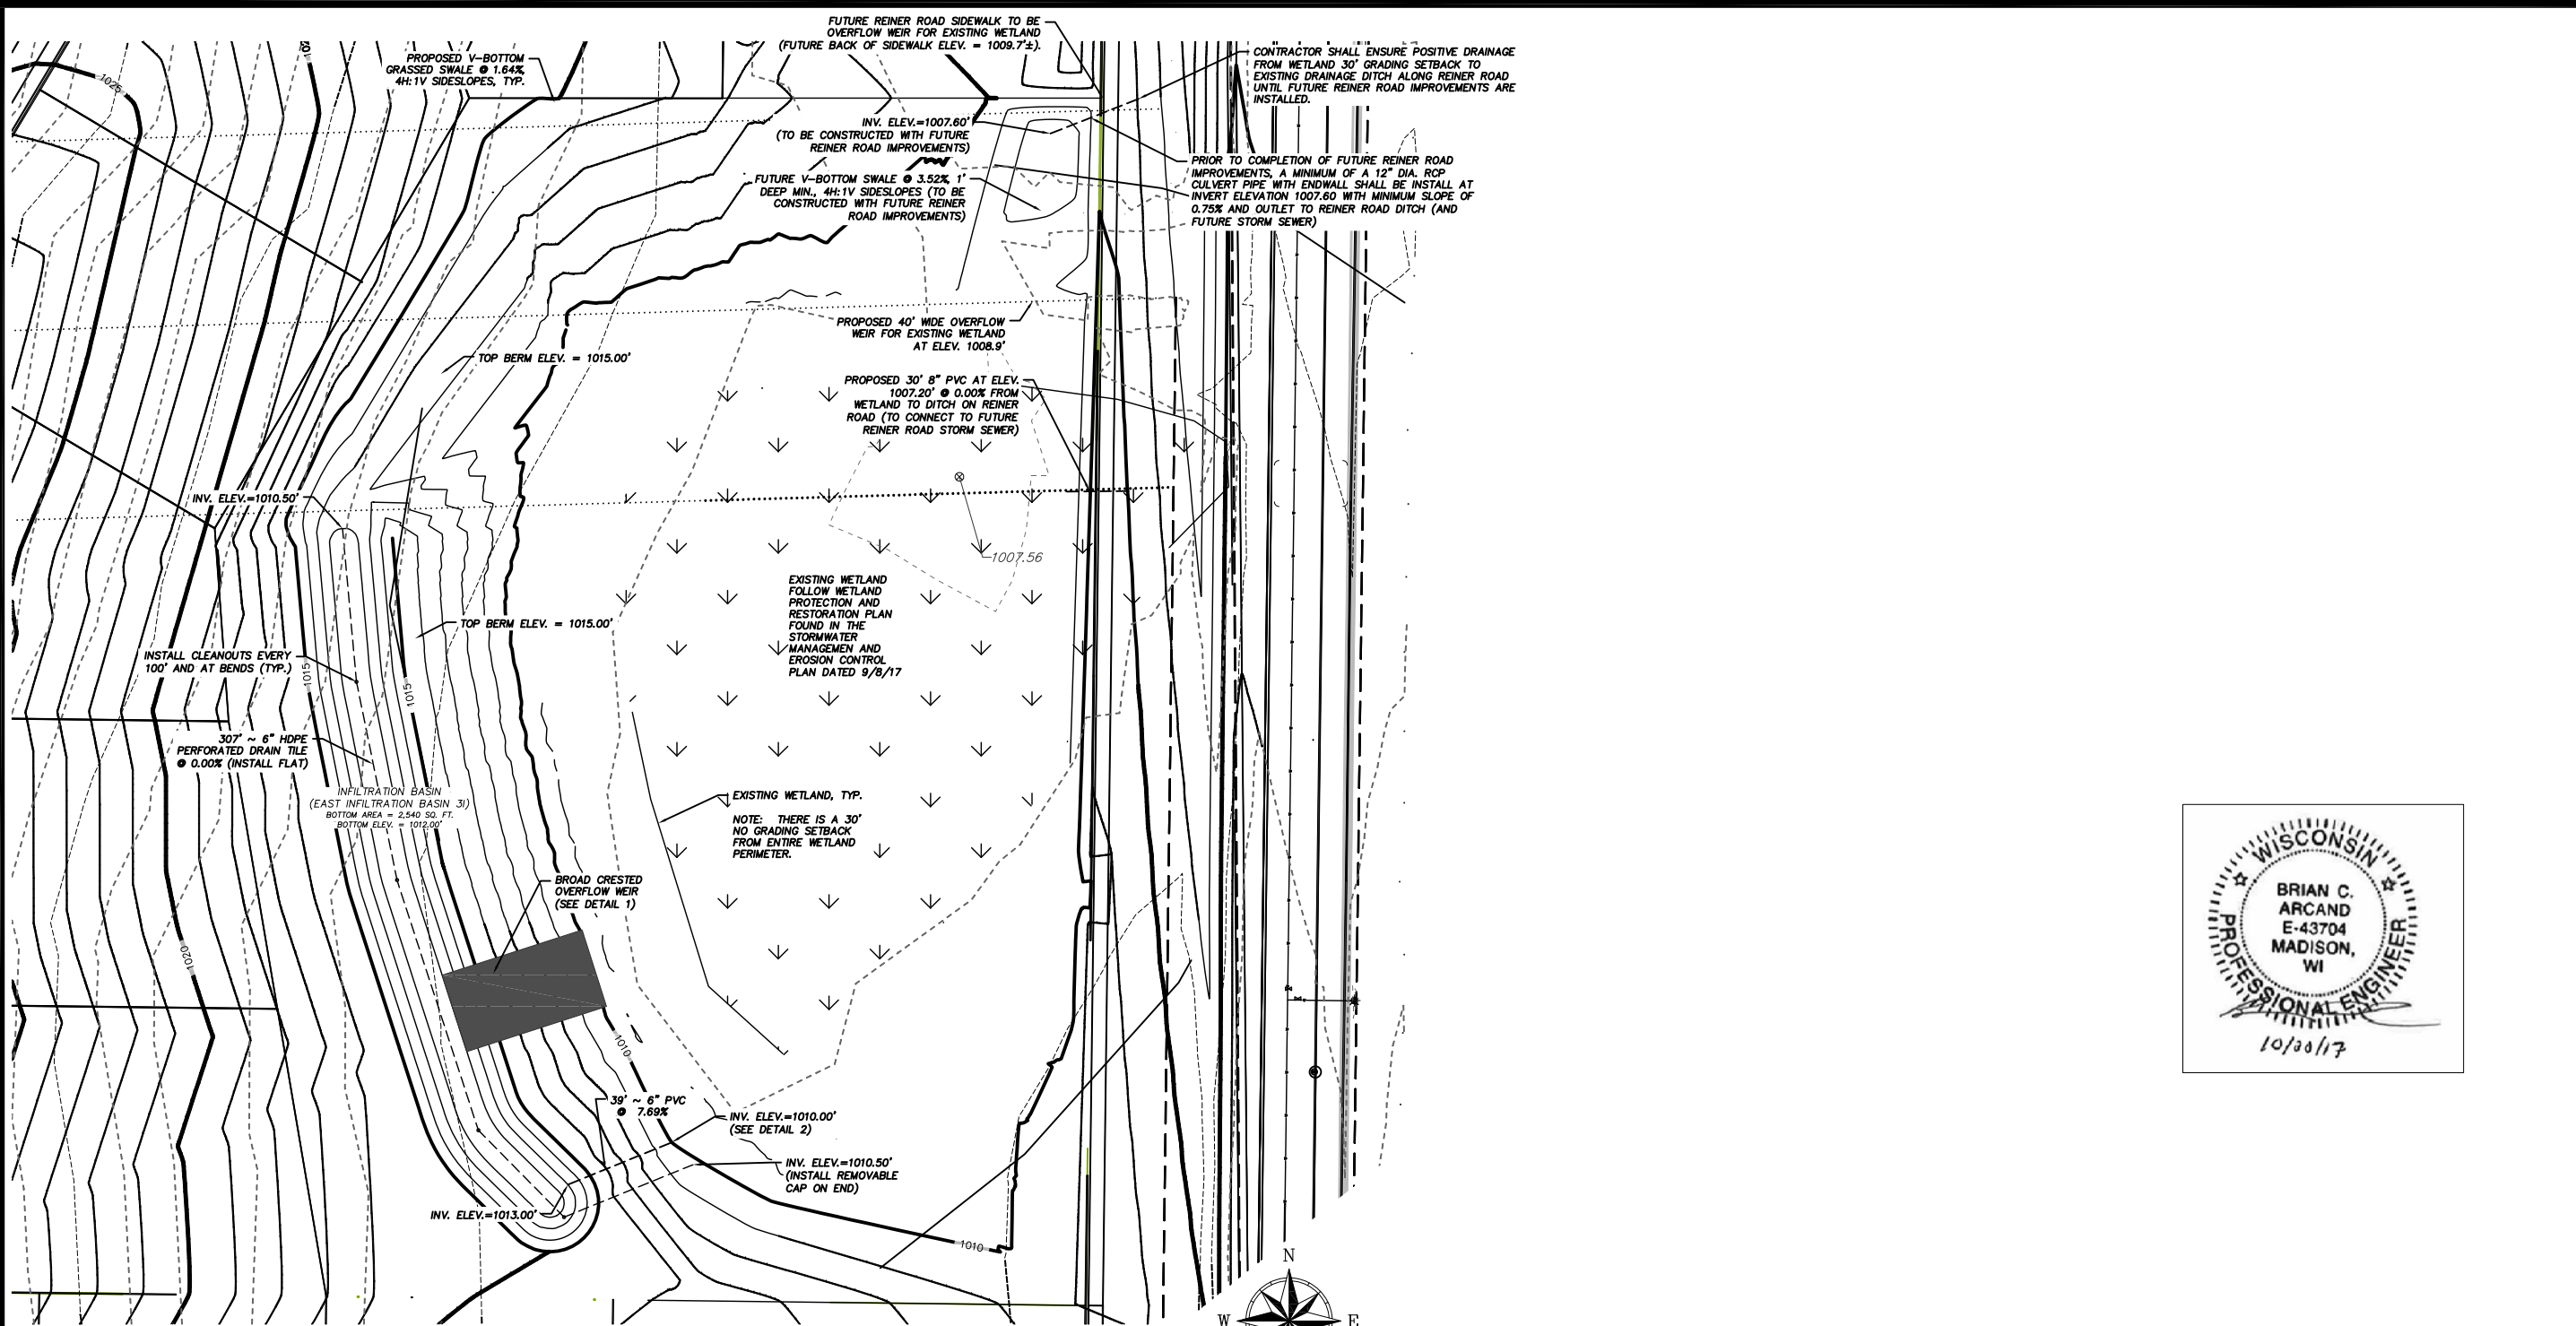 FUTURE REINER ROAD SIDEWALK TO BE
OVERFLOW WEIR FOR EXISTING WETLAND
(FUTURE BACK OF SIDEWALK ELEV. = 1009.7'±).
PROPOSED V-BOTTOM
GRASSED SWALE @ 1.64%,
4H:1V SIDESLOPES, TYP.
CONTRACTOR SHALL ENSURE POSITIVE DRAINAGE
FROM WETLAND 30' GRADING SETBACK TO
EXISTING DRAINAGE DITCH ALONG REINER ROAD
UNTIL FUTURE REINER ROAD IMPROVEMENTS ARE
INSTALLED.
1025
INV. ELEV.=1007.60'
(TO BE CONSTRUCTED WITH FUTURE
REINER ROAD IMPROVEMENTS)
PRIOR TO COMPLETION OF FUTURE REINER ROAD
IMPROVEMENTS, A MINIMUM OF A 12" DIA. RCP
CULVERT PIPE WITH ENDWALL SHALL BE INSTALL AT
INVERT ELEVATION 1007.60 WITH MINIMUM SLOPE OF
0.75% AND OUTLET TO REINER ROAD DITCH (AND
FUTURE STORM SEWER)
FUTURE V-BOTTOM SWALE @ 3.52%, 1'
DEEP MIN., 4H:1V SIDESLOPES (TO BE
CONSTRUCTED WITH FUTURE REINER
ROAD IMPROVEMENTS)
PROPOSED 40' WIDE OVERFLOW
WEIR FOR EXISTING WETLAND
AT ELEV. 1008.9'
TOP BERM ELEV. = 1015.00'
PROPOSED 30' 8" PVC AT ELEV.
1007.20' @ 0.00% FROM
WETLAND TO DITCH ON REINER
ROAD (TO CONNECT TO FUTURE
REINER ROAD STORM SEWER)
INV. ELEV.=1010.50'
1007.56
EXISTING WETLAND
FOLLOW WETLAND
PROTECTION AND
RESTORATION PLAN
FOUND IN THE
STORMWATER
MANAGEMEN AND
EROSION CONTROL
PLAN DATED 9/8/17
TOP BERM ELEV. = 1015.00'
INSTALL CLEANOUTS EVERY
100' AND AT BENDS (TYP.)
1015
1015
307' ~ 6" HDPE
PERFORATED DRAIN TILE
@ 0.00% (INSTALL FLAT)
INFILTRATION BASIN
(EAST INFILTRATION BASIN 3I)
BOTTOM AREA = 2,540 SQ. FT.
BOTTOM ELEV. = 1012.00'
EXISTING WETLAND, TYP.
NOTE: THERE IS A 30'
NO GRADING SETBACK
FROM ENTIRE WETLAND
PERIMETER.
BROAD CRESTED
OVERFLOW WEIR
(SEE DETAIL 1)
1020
1010
39' ~ 6" PVC
@ 7.69%
INV. ELEV.=1010.00'
(SEE DETAIL 2)
INV. ELEV.=1010.50'
(INSTALL REMOVABLE
CAP ON END)
INV. ELEV.=1013.00'
1010
N
W E
WISCONSIN
BRIAN C.
ARCAND
E-43704
MADISON,
WI
PROFESSIONAL ENGINEER